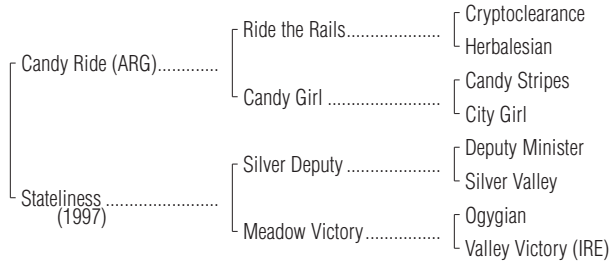 Cryptoclearance
Ride the Rails....................
Herbalesian
Candy Ride (ARG).............
Candy Stripes
Candy Girl ........................
City Girl
Deputy Minister
Silver Deputy ....................
Silver Valley
Stateliness ........................
(1997)
Ogygian
Meadow Victory................
Valley Victory (IRE)